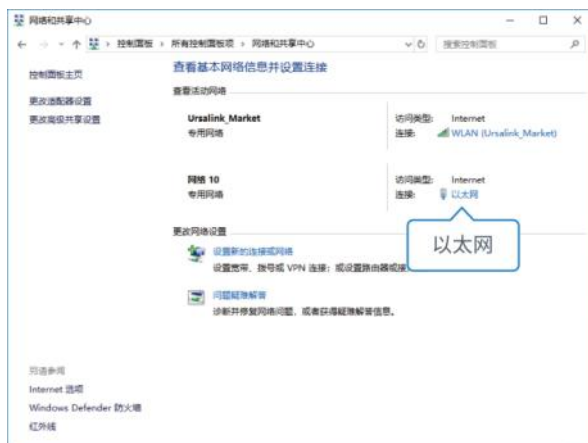 网络和共享中心
控制面板 › 所有控制面板项 › 网络和共享中心
搜索控制面板
控制面板主页
更改适配器设置
更改高级共享设置
查看基本网络信息并设置连接
查看活动网络
Ursalink_Market
专用网络
访问类型: Internet
连接: WLAN (Ursalink_Market)
网络 10
专用网络
访问类型: Internet
连接: 以太网
以太网
更改网络设置
设置新的连接或网络
设置宽带、拨号或 VPN 连接；或设置路由器或接
问题疑难解答
诊断并修复网络问题，或者获得疑难解答信息。
另请参阅
Internet 选项
Windows Defender 防火墙
红外线